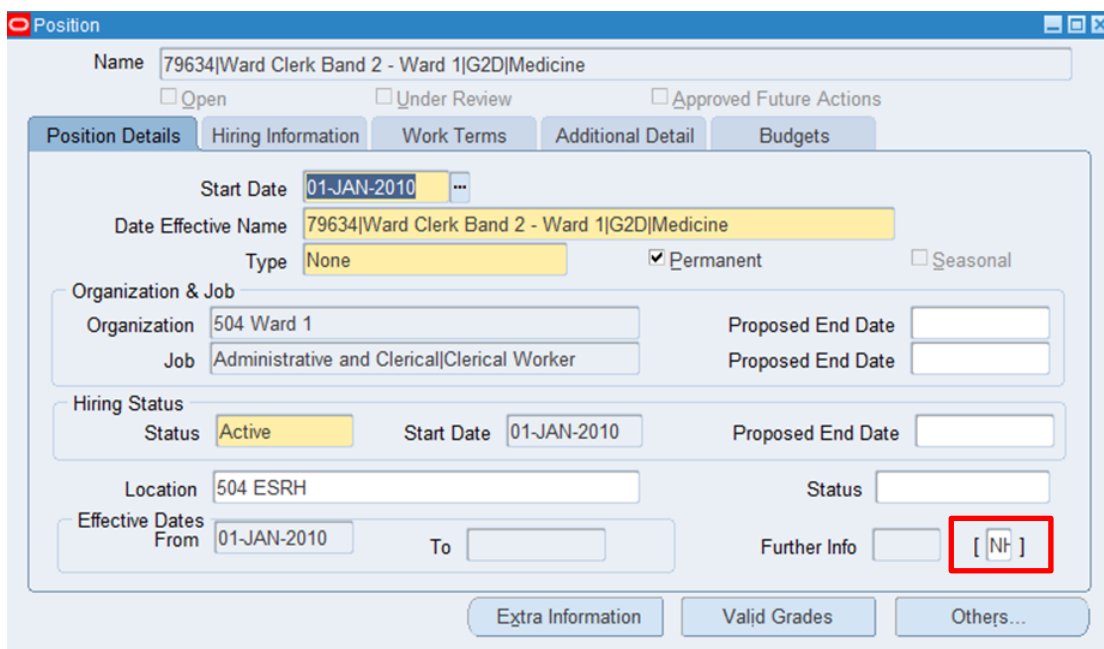 Position
Name 79634|Ward Clerk Band 2 - Ward 1|G2D|Medicine
Open Under Review Approved Future Actions
Position Details Hiring Information Work Terms Additional Detail Budgets
Start Date 01-JAN-2010 ...
Date Effective Name 79634|Ward Clerk Band 2 - Ward 1|G2D|Medicine
Type None Permanent Seasonal
Organization & Job
Organization 504 Ward 1 Proposed End Date
Job Administrative and Clerical|Clerical Worker Proposed End Date
Hiring Status
Status Active Start Date 01-JAN-2010 Proposed End Date
Location 504 ESRH Status
Effective Dates
From 01-JAN-2010 To Further Info [ NH ]
Extra Information Valid Grades Others...